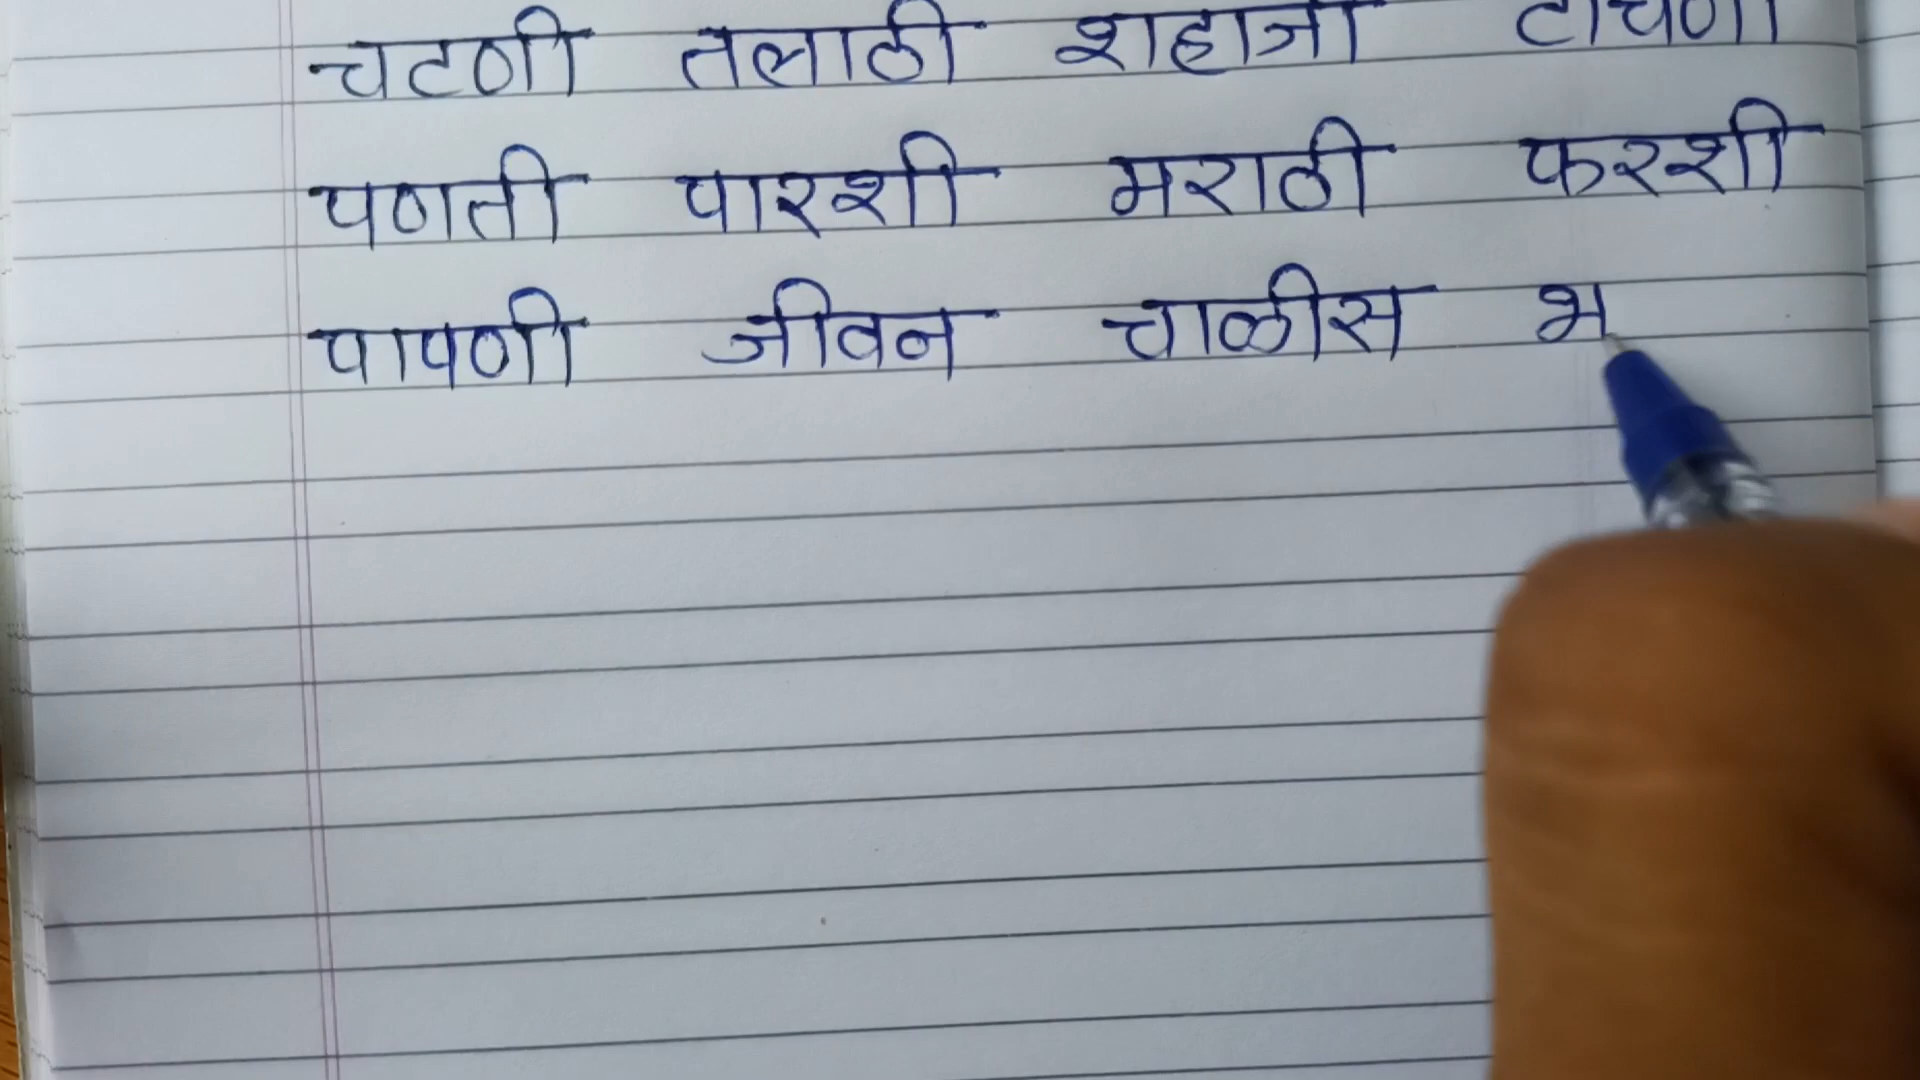 चटणी तलाठी शहाजी टाचणी
पणती पारशी मराठी फरशी
पापणी जीवन चाळीस भ